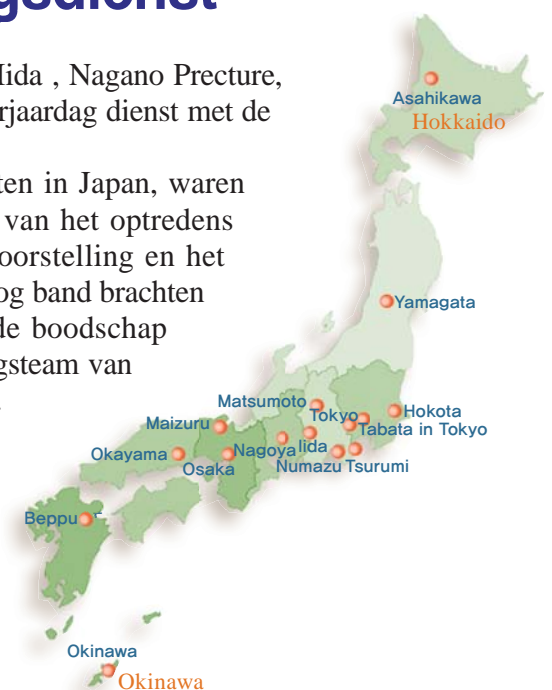 gsdienst
ida , Nagano Precture,
rjaardag dienst met de
ten in Japan, waren
van het optredens
oorstelling en het
og band brachten
de boodschap
gsteam van
Asahikawa
Hokkaido
Yamagata
Matsumoto
Tokyo
Hokota
Tabata in Tokyo
Maizuru
Nagoya
Iida
Okayama
Osaka
Numazu
Tsurumi
Beppu
Okinawa
Okinawa